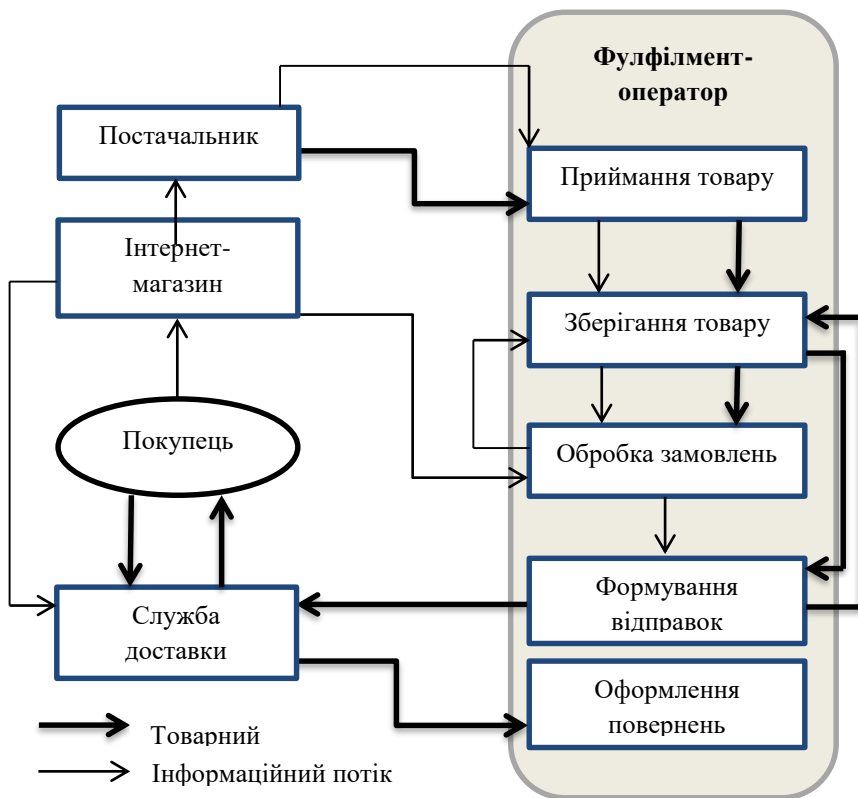 Фулфілмент-
оператор
Постачальник
Приймання товару
Інтернет-
магазин
Зберігання товару
Покупець
Обробка замовлень
Служба
доставки
Формування
відправок
Оформлення
повернень
Товарний
Інформаційний потік